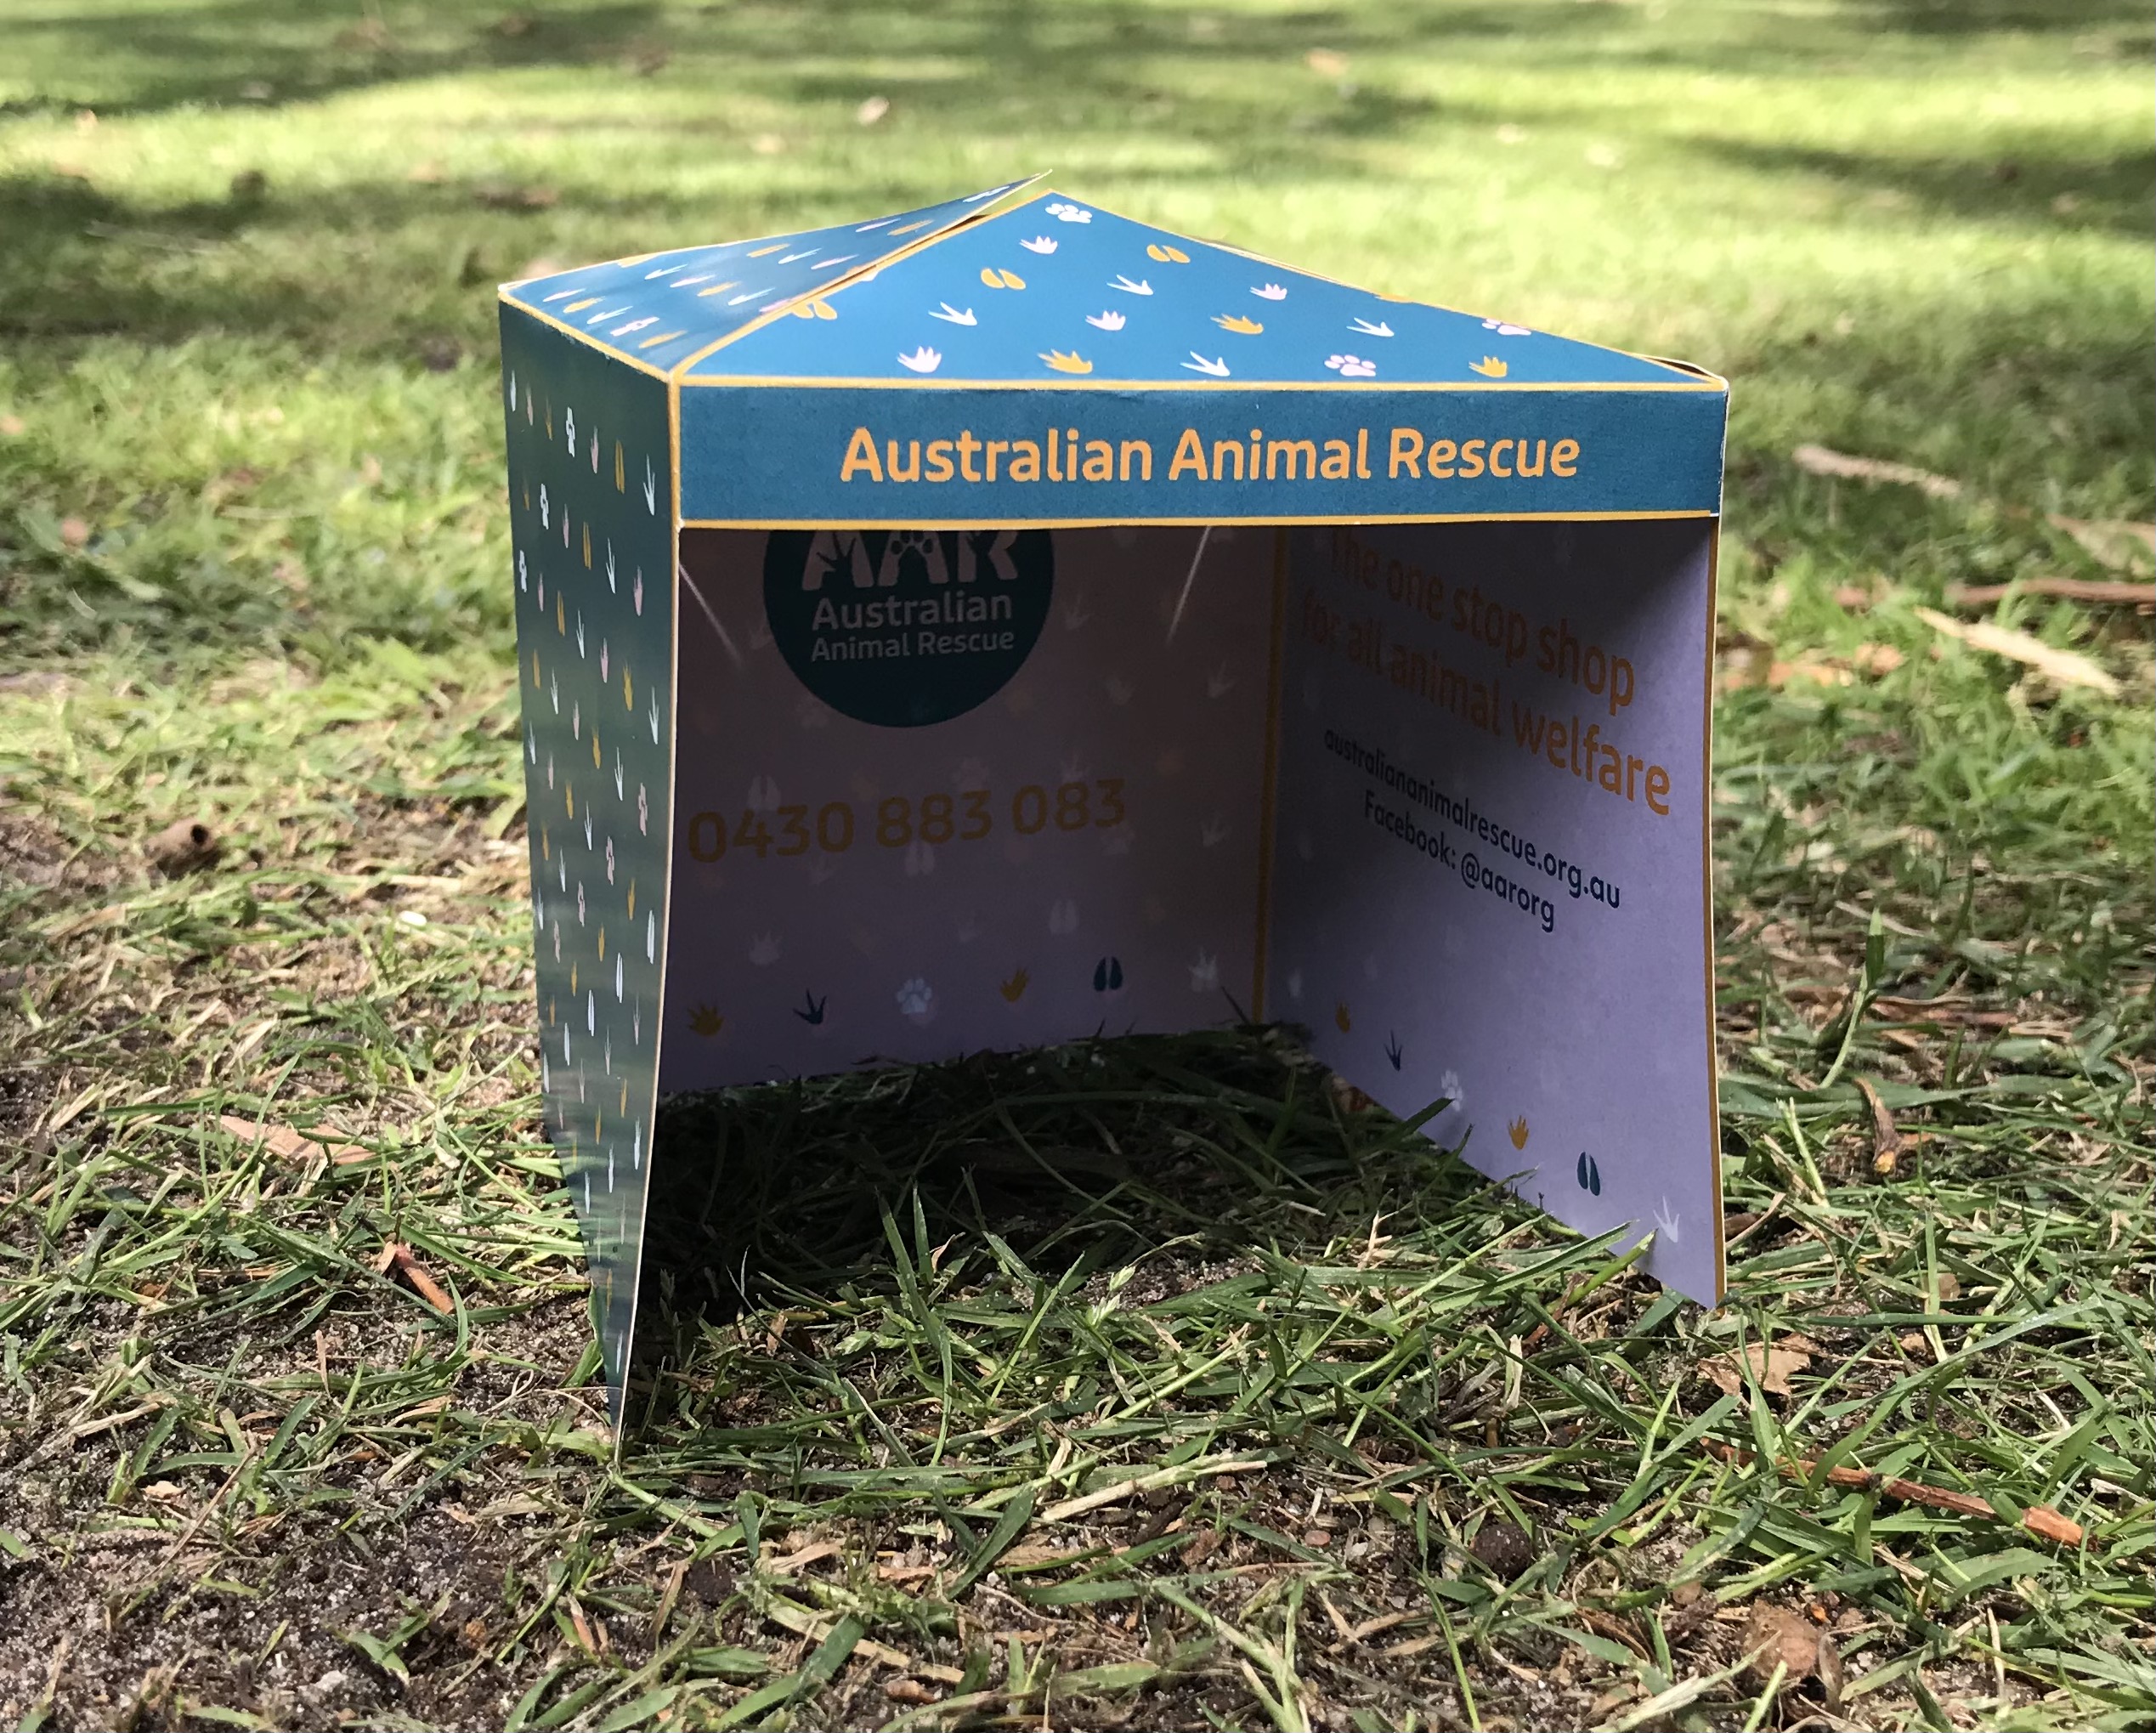 Australian Animal Rescue
AAR
Australian
Animal Rescue
0430 883 083
The one stop shop
for all animal welfare
australiananimalrescue.org.au
Facebook: @aarorg